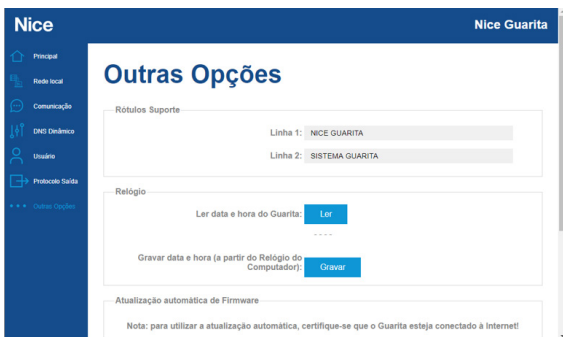 Nice
Nice Guarita
Principal
Rede local
Comunicação
DNS Dinâmico
Usuário
Protocolo Saída
Outras Opções
Outras Opções
Rótulos Suporte
Linha 1: NICE GUARITA
Linha 2: SISTEMA GUARITA
Relógio
Ler data e hora do Guarita: Ler
----
Gravar data e hora (a partir do Relógio do
Computador): Gravar
Atualização automática de Firmware
Nota: para utilizar a atualização automática, certifique-se que o Guarita esteja conectado à Internet!